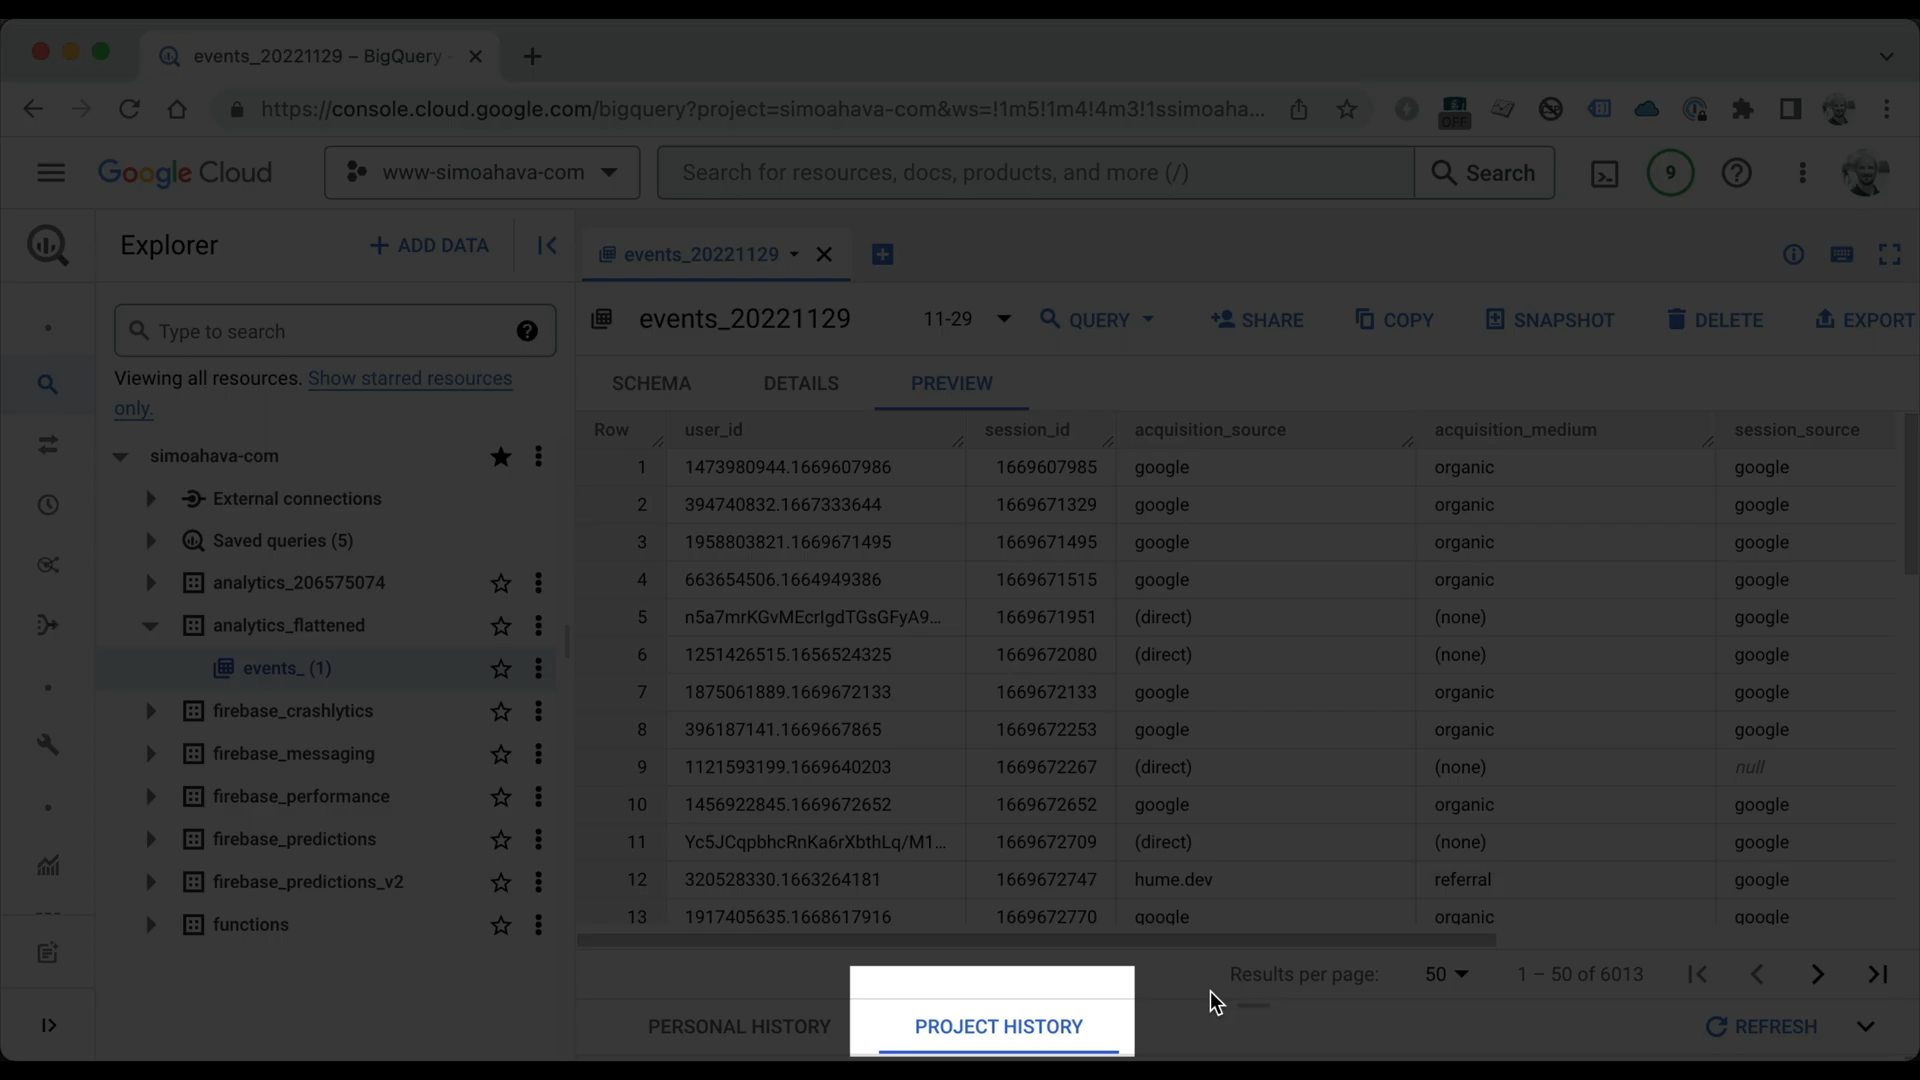 events_20221129 – BigQuery
https://console.cloud.google.com/bigquery?project=simoahava-com&ws=!1m5!1m4!4m3!1ssimoaha...
OFF
Google Cloud
www-simoahava-com
Search for resources, docs, products, and more (/)
Search
9
Explorer
+ ADD DATA
events_20221129
Type to search
Viewing all resources. Show starred resources
only.
simoahava-com
External connections
Saved queries (5)
analytics_206575074
analytics_flattened
events_ (1)
firebase_crashlytics
firebase_messaging
firebase_performance
firebase_predictions
firebase_predictions_v2
functions
events_20221129
11-29
QUERY
SHARE
COPY
SNAPSHOT
DELETE
EXPORT
SCHEMA
DETAILS
PREVIEW
Row user_id session_id acquisition_source acquisition_medium session_source
1 1473980944.1669607986 1669607985 google organic google
2 394740832.1667333644 1669671329 google organic google
3 1958803821.1669671495 1669671495 google organic google
4 663654506.1664949386 1669671515 google organic google
5 n5a7mrKGvMEcrIgdTGsGFyA9... 1669671951 (direct) (none) google
6 1251426515.1656524325 1669672080 (direct) (none) google
7 1875061889.1669672133 1669672133 google organic google
8 396187141.1669667865 1669672253 google organic google
9 1121593199.1669640203 1669672267 (direct) (none) null
10 1456922845.1669672652 1669672652 google organic google
11 Yc5JCqpbhcRnKa6rXbthLq/M1... 1669672709 (direct) (none) google
12 320528330.1663264181 1669672747 hume.dev referral google
13 1917405635.1668617916 1669672770 google organic google
Results per page: 50 1 – 50 of 6013
PERSONAL HISTORY
PROJECT HISTORY
REFRESH